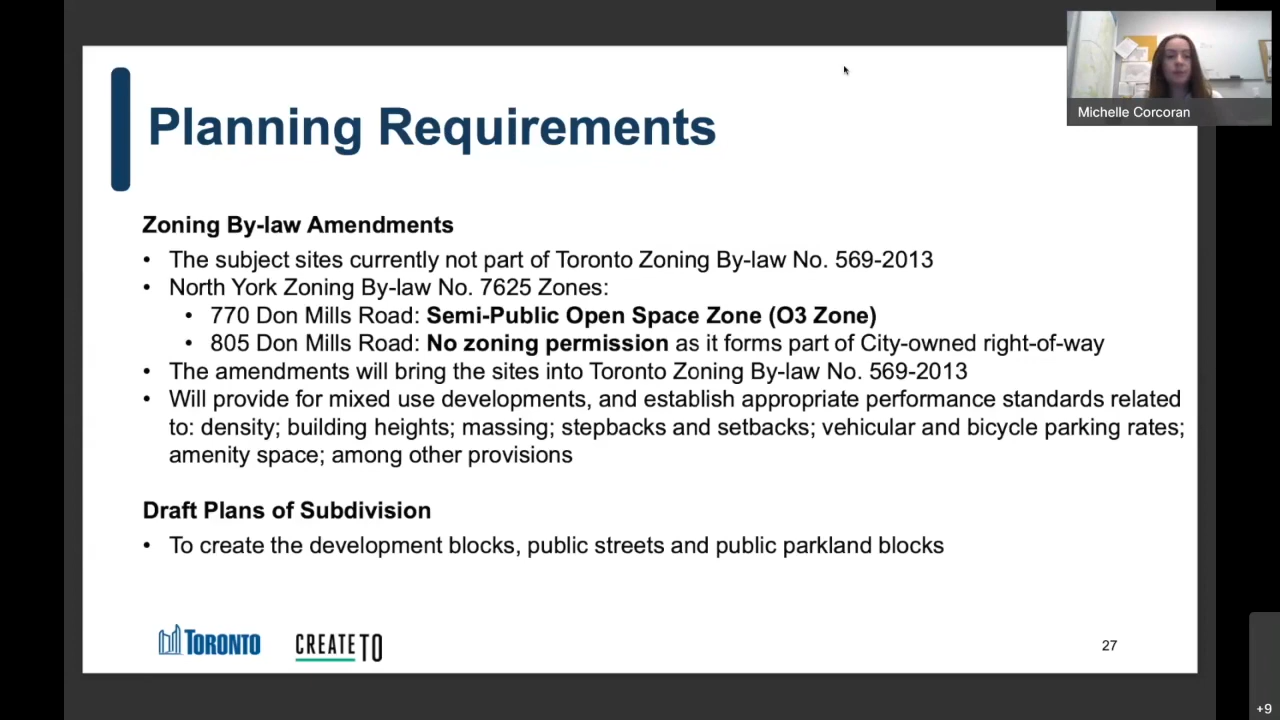 Michelle Corcoran
Planning Requirements
Zoning By-law Amendments
• The subject sites currently not part of Toronto Zoning By-law No. 569-2013
• North York Zoning By-law No. 7625 Zones:
• 770 Don Mills Road: Semi-Public Open Space Zone (O3 Zone)
• 805 Don Mills Road: No zoning permission as it forms part of City-owned right-of-way
• The amendments will bring the sites into Toronto Zoning By-law No. 569-2013
• Will provide for mixed use developments, and establish appropriate performance standards related
to: density; building heights; massing; stepbacks and setbacks; vehicular and bicycle parking rates;
amenity space; among other provisions
Draft Plans of Subdivision
• To create the development blocks, public streets and public parkland blocks
TORONTO
CREATETO
27
+9